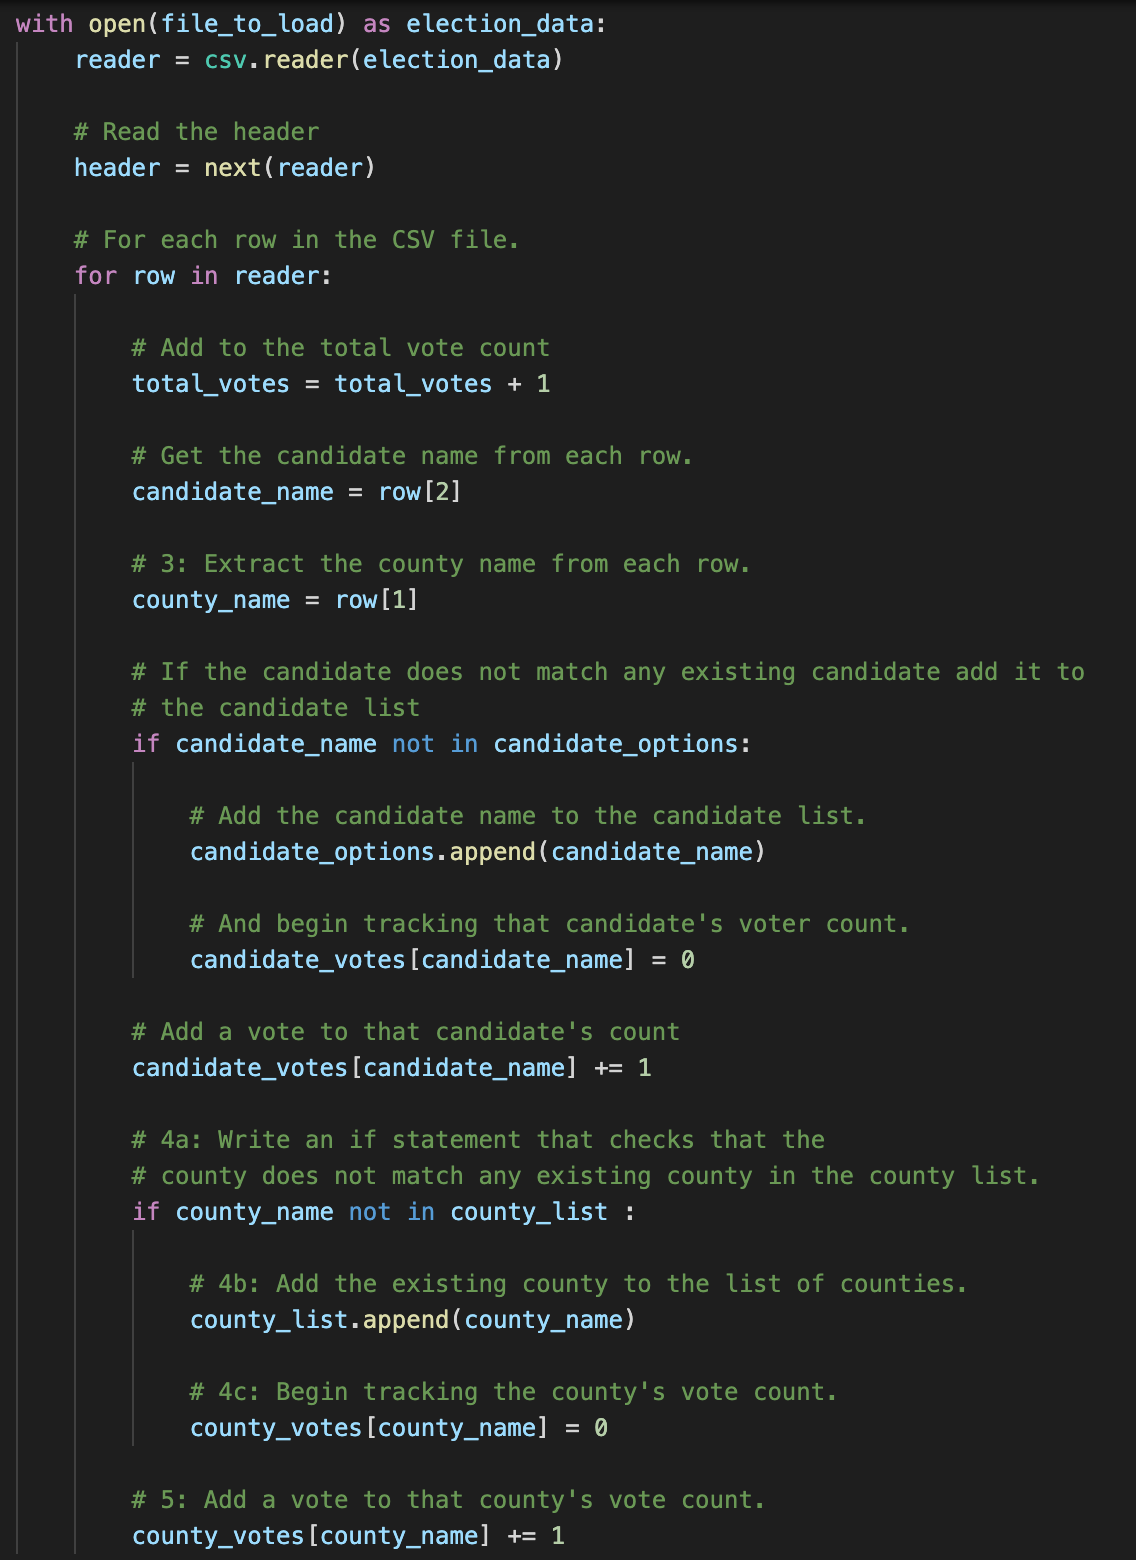 with open(file_to_load) as election_data:
    reader = csv.reader(election_data)

    # Read the header
    header = next(reader)

    # For each row in the CSV file.
    for row in reader:

        # Add to the total vote count
        total_votes = total_votes + 1

        # Get the candidate name from each row.
        candidate_name = row[2]

        # 3: Extract the county name from each row.
        county_name = row[1]

        # If the candidate does not match any existing candidate add it to
        # the candidate list
        if candidate_name not in candidate_options:

            # Add the candidate name to the candidate list.
            candidate_options.append(candidate_name)

            # And begin tracking that candidate's voter count.
            candidate_votes[candidate_name] = 0

        # Add a vote to that candidate's count
        candidate_votes[candidate_name] += 1

        # 4a: Write an if statement that checks that the
        # county does not match any existing county in the county list.
        if county_name not in county_list :

            # 4b: Add the existing county to the list of counties.
            county_list.append(county_name)

            # 4c: Begin tracking the county's vote count.
            county_votes[county_name] = 0

        # 5: Add a vote to that county's vote count.
        county_votes[county_name] += 1